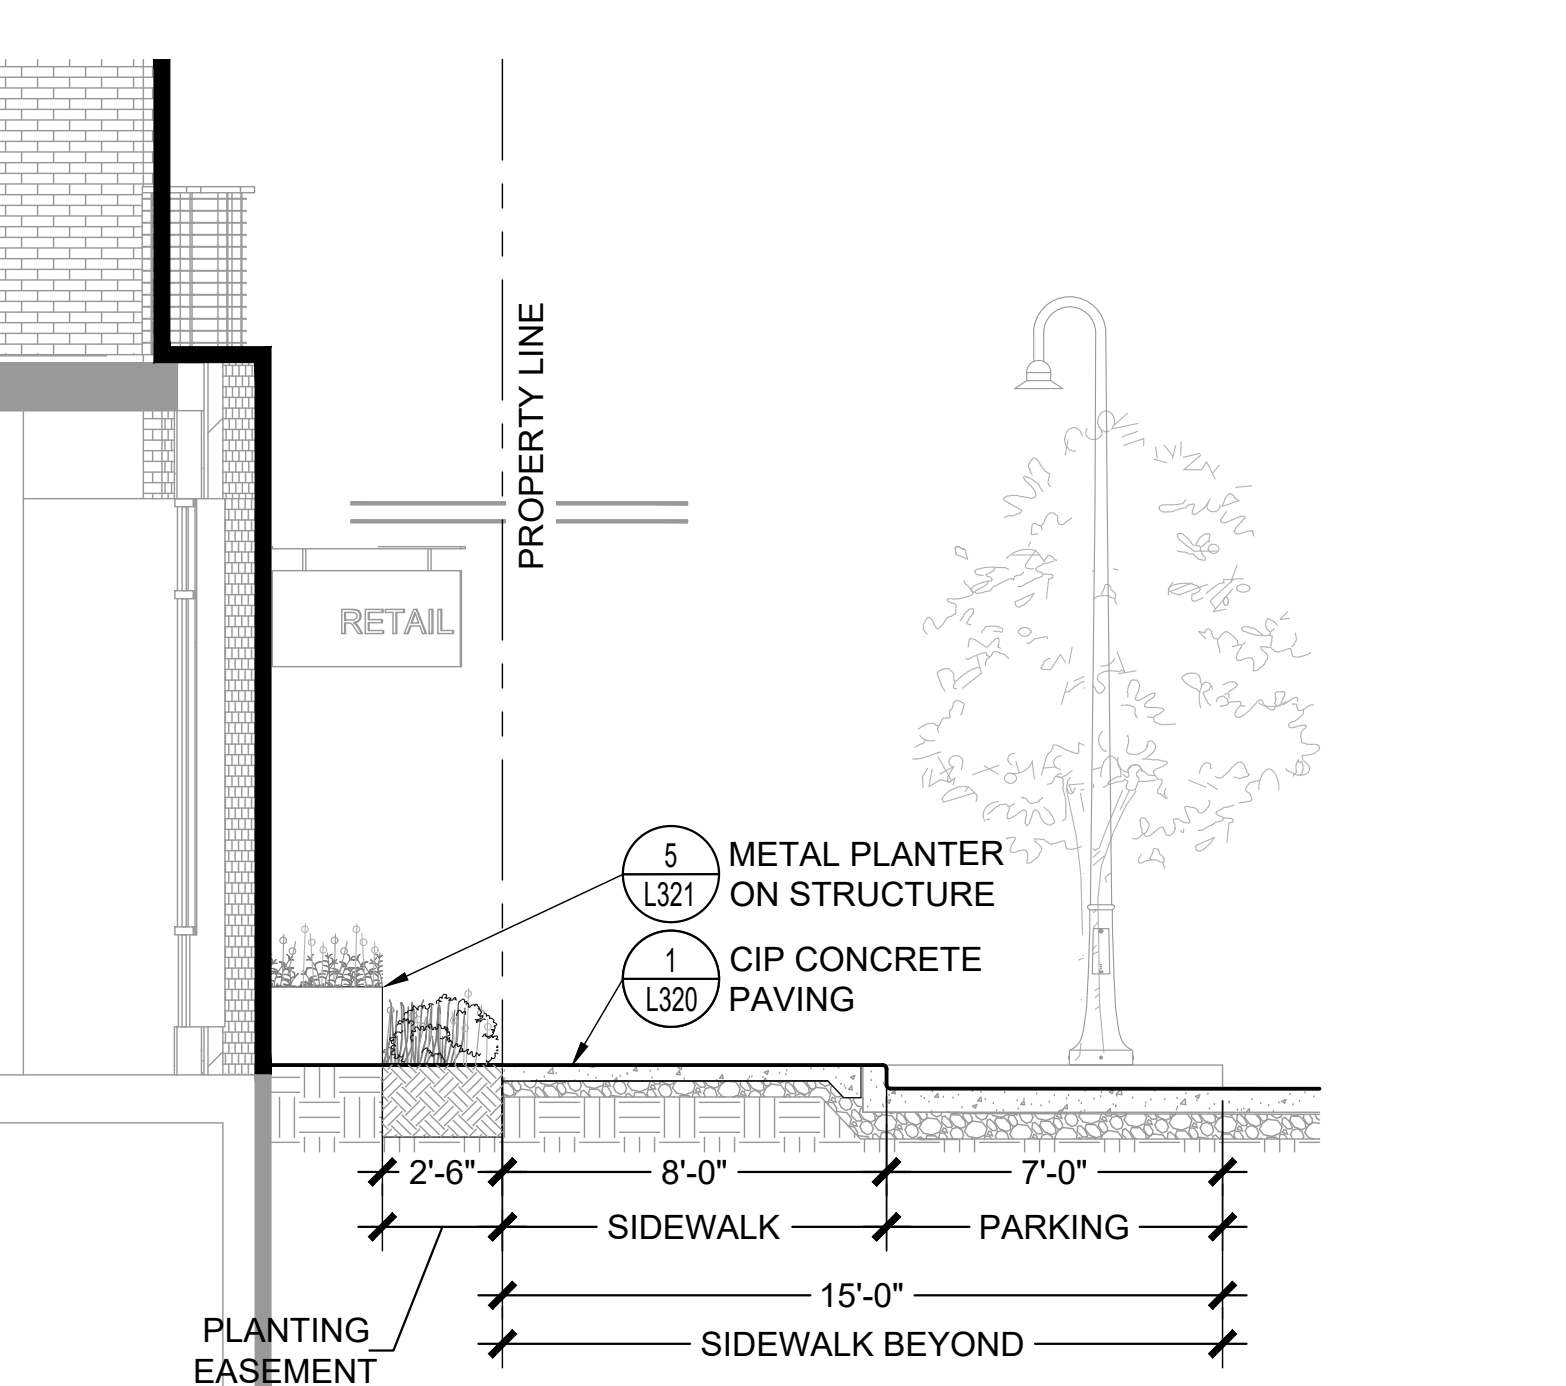 PROPERTY LINE
RETAIL
5
L321
METAL PLANTER
ON STRUCTURE
1
L320
CIP CONCRETE
PAVING
2'-6"
8'-0"
7'-0"
SIDEWALK
PARKING
15'-0"
SIDEWALK BEYOND
PLANTING
EASEMENT